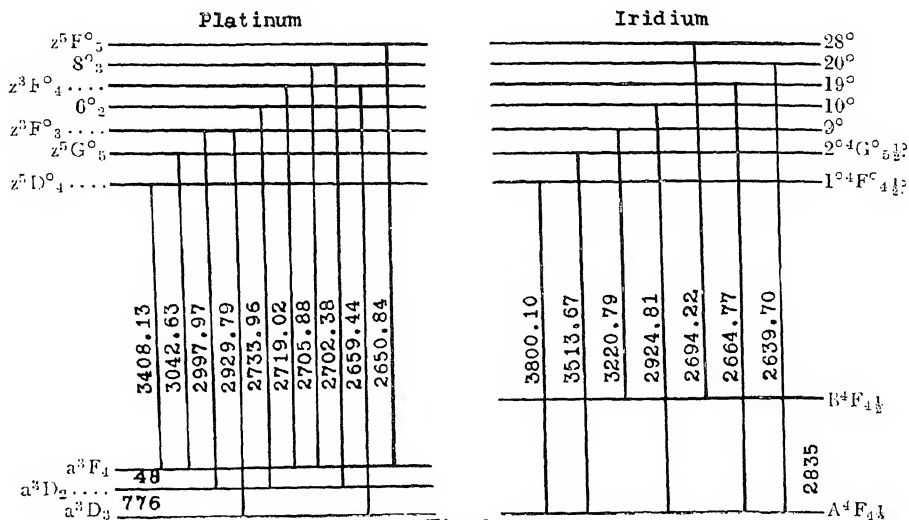 Platinum
z⁵F°₅
8°₃
z³F°₄....
6°₂
z³F°₃....
z⁵G°₅
z⁵D°₄....
3408.13
3042.63
2997.97
2929.79
2733.96
2719.02
2705.88
2702.38
2659.44
2650.84
a³F₄
48
a³D₂....
776
a³D₃
Iridium
28°
20°
19°
10°
9°
2°⁴G°₅½?
1°⁴F°₄½?
3800.10
3513.67
3220.79
2924.81
2694.22
2664.77
2639.70
B⁴F₄½
2835
A⁴F₄½